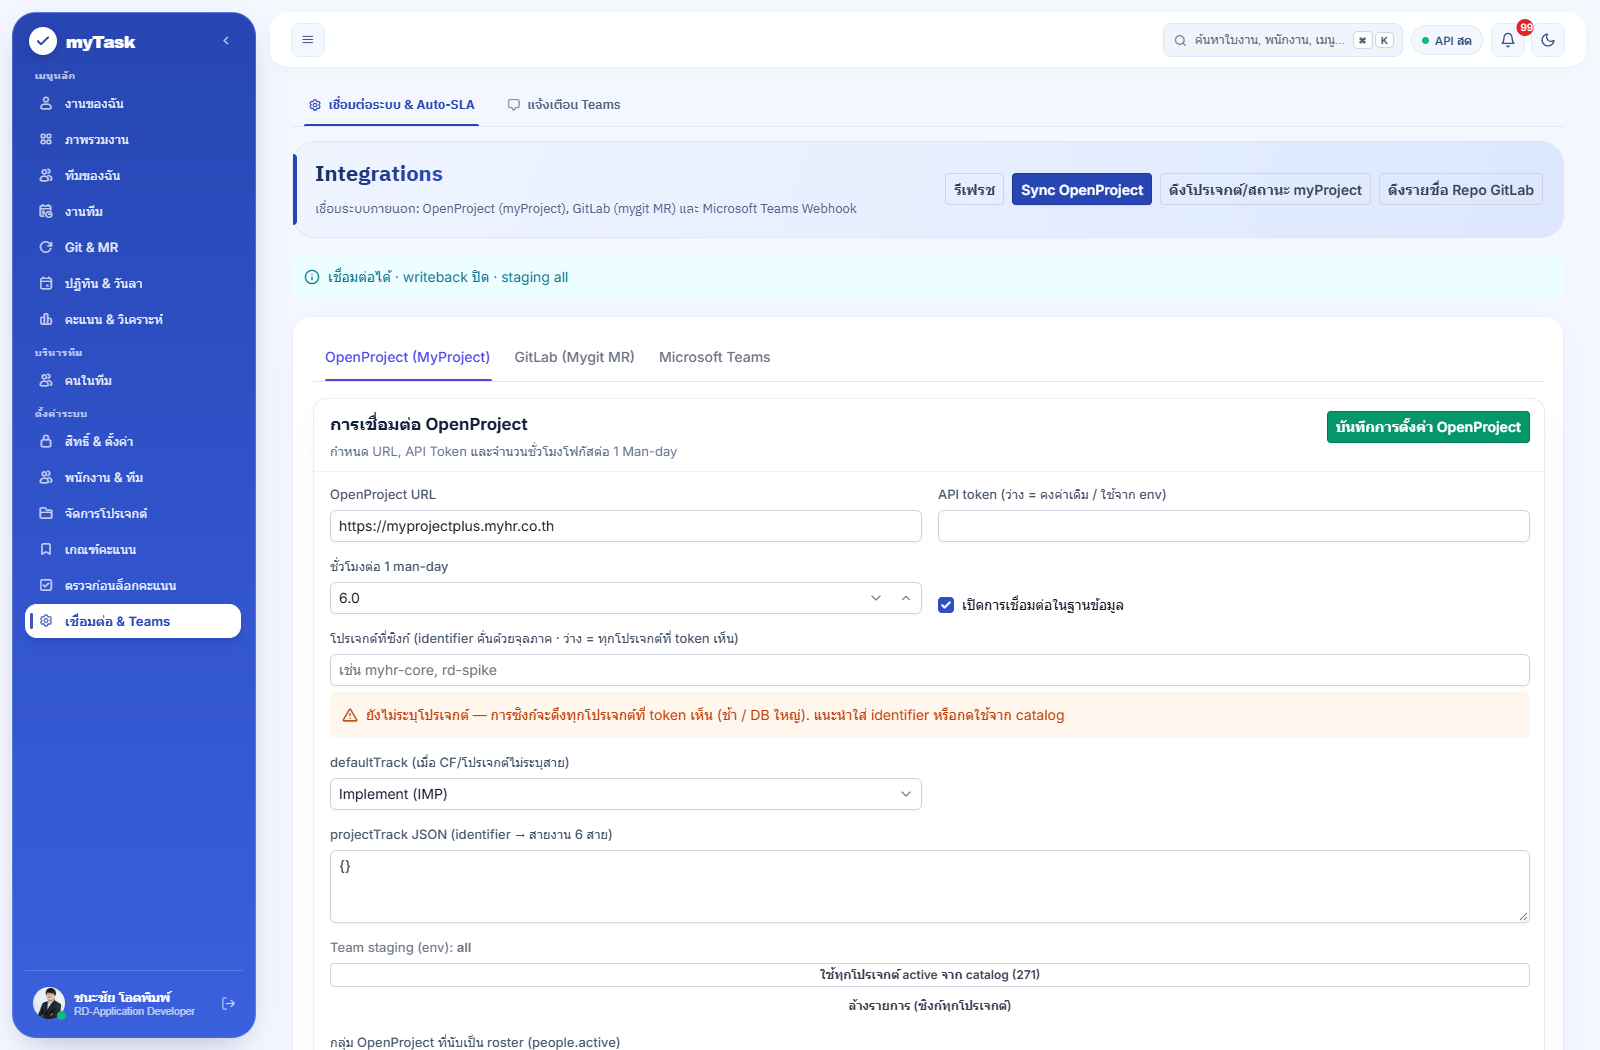 myTask
เมนูหลัก
งานของฉัน
ภาพรวมงาน
ทีมของฉัน
งานทีม
Git & MR
ปฏิทิน & วันลา
คะแนน & วิเคราะห์
บริหารทีม
คนในทีม
ตั้งค่าระบบ
สิทธิ์ & ตั้งค่า
พนักงาน & ทีม
จัดการโปรเจกต์
เกณฑ์คะแนน
ตรวจก่อนล็อกคะแนน
เชื่อมต่อ & Teams
ชนะชัย โอตพิมพ์
RD-Application Developer
ค้นหาใบงาน, พนักงาน, เมนู... ⌘ K
API สด
99
เชื่อมต่อระบบ & Auto-SLA
แจ้งเตือน Teams
Integrations
เชื่อมระบบภายนอก: OpenProject (myProject), GitLab (mygit MR) และ Microsoft Teams Webhook
รีเฟรช
Sync OpenProject
ดึงโปรเจกต์/สถานะ myProject
ดึงรายชื่อ Repo GitLab
เชื่อมต่อได้ · writeback ปิด · staging all
OpenProject (MyProject)
GitLab (Mygit MR)
Microsoft Teams
การเชื่อมต่อ OpenProject
กำหนด URL, API Token และจำนวนชั่วโมงโฟกัสต่อ 1 Man-day
บันทึกการตั้งค่า OpenProject
OpenProject URL
https://myprojectplus.myhr.co.th
API token (ว่าง = คงค่าเดิม / ใช้จาก env)
ชั่วโมงต่อ 1 man-day
6.0
เปิดการเชื่อมต่อในฐานข้อมูล
โปรเจกต์ที่ซิงก์ (identifier คั่นด้วยจุลภาค · ว่าง = ทุกโปรเจกต์ที่ token เห็น)
เช่น myhr-core, rd-spike
ยังไม่ระบุโปรเจกต์ — การซิงก์จะดึงทุกโปรเจกต์ที่ token เห็น (ช้า / DB ใหญ่). แนะนำใส่ identifier หรือกดใช้จาก catalog
defaultTrack (เมื่อ CF/โปรเจกต์ไม่ระบุสาย)
Implement (IMP)
projectTrack JSON (identifier → สายงาน 6 สาย)
{}
Team staging (env): all
ใช้ทุกโปรเจกต์ active จาก catalog (271)
ล้างรายการ (ซิงก์ทุกโปรเจกต์)
กลุ่ม OpenProject ที่นับเป็น roster (people.active)